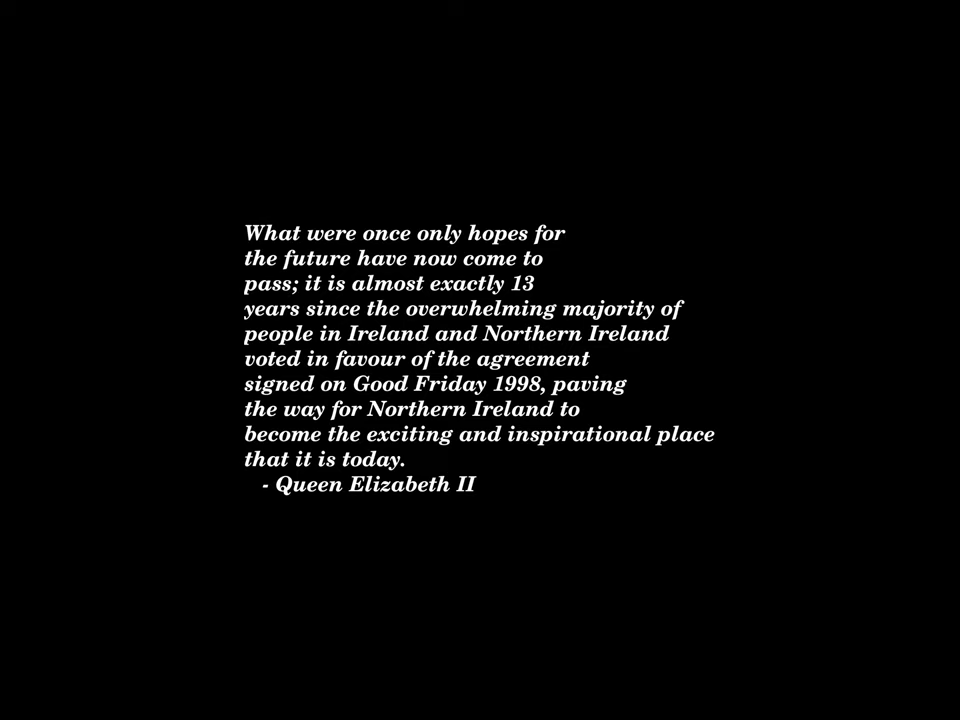 What were once only hopes for
the future have now come to
pass; it is almost exactly 13
years since the overwhelming majority of
people in Ireland and Northern Ireland
voted in favour of the agreement
signed on Good Friday 1998, paving
the way for Northern Ireland to
become the exciting and inspirational place
that it is today.
- Queen Elizabeth II